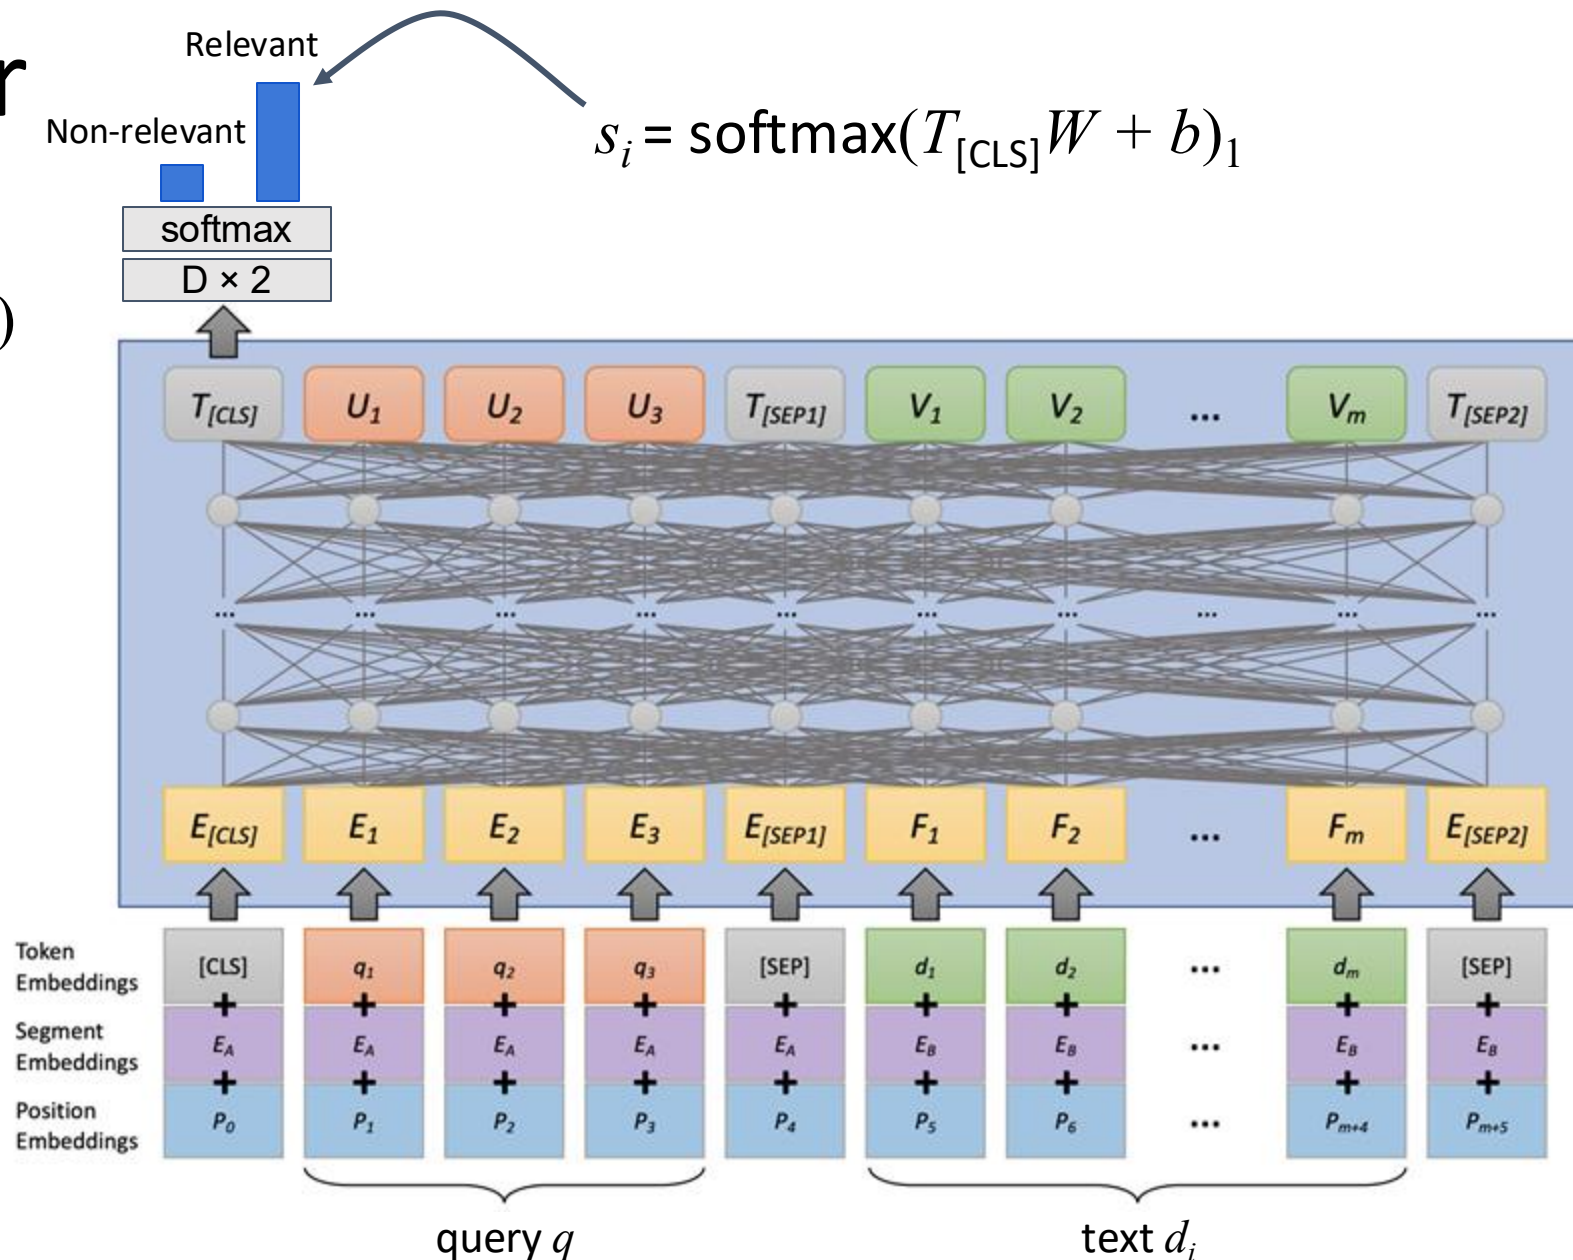 r
Relevant
Non-relevant
s_i = softmax(T_[CLS]W + b)_1
softmax
D × 2
)
T_[CLS] U_1 U_2 U_3 T_[SEP1] V_1 V_2 ... V_m T_[SEP2]
... ... ... ... ... ... ... ... ... ...
E_[CLS] E_1 E_2 E_3 E_[SEP1] F_1 F_2 ... F_m E_[SEP2]
Token
Embeddings
[CLS] q_1 q_2 q_3 [SEP] d_1 d_2 ... d_m [SEP]
+ + + + + + + + +
Segment
Embeddings
E_A E_A E_A E_A E_A E_B E_B ... E_B E_B
+ + + + + + + + +
Position
Embeddings
P_0 P_1 P_2 P_3 P_4 P_5 P_6 ... P_m+4 P_m+5
query q
text d_i